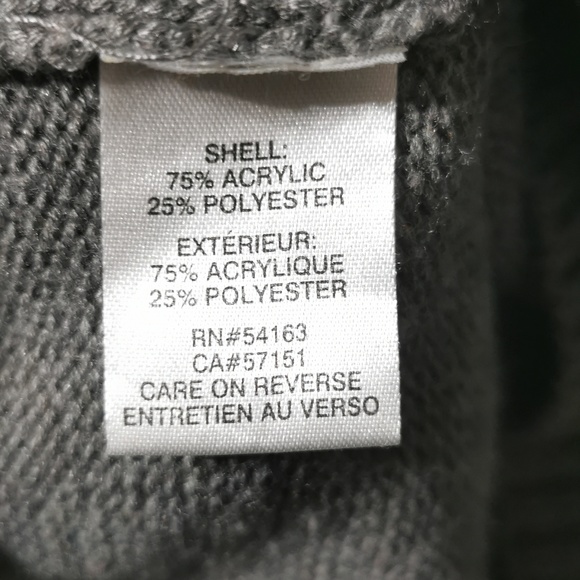 SHELL:
75% ACRYLIC
25% POLYESTER
EXTÉRIEUR:
75% ACRYLIQUE
25% POLYESTER
RN#54163
CA#57151
CARE ON REVERSE
ENTRETIEN AU VERSO